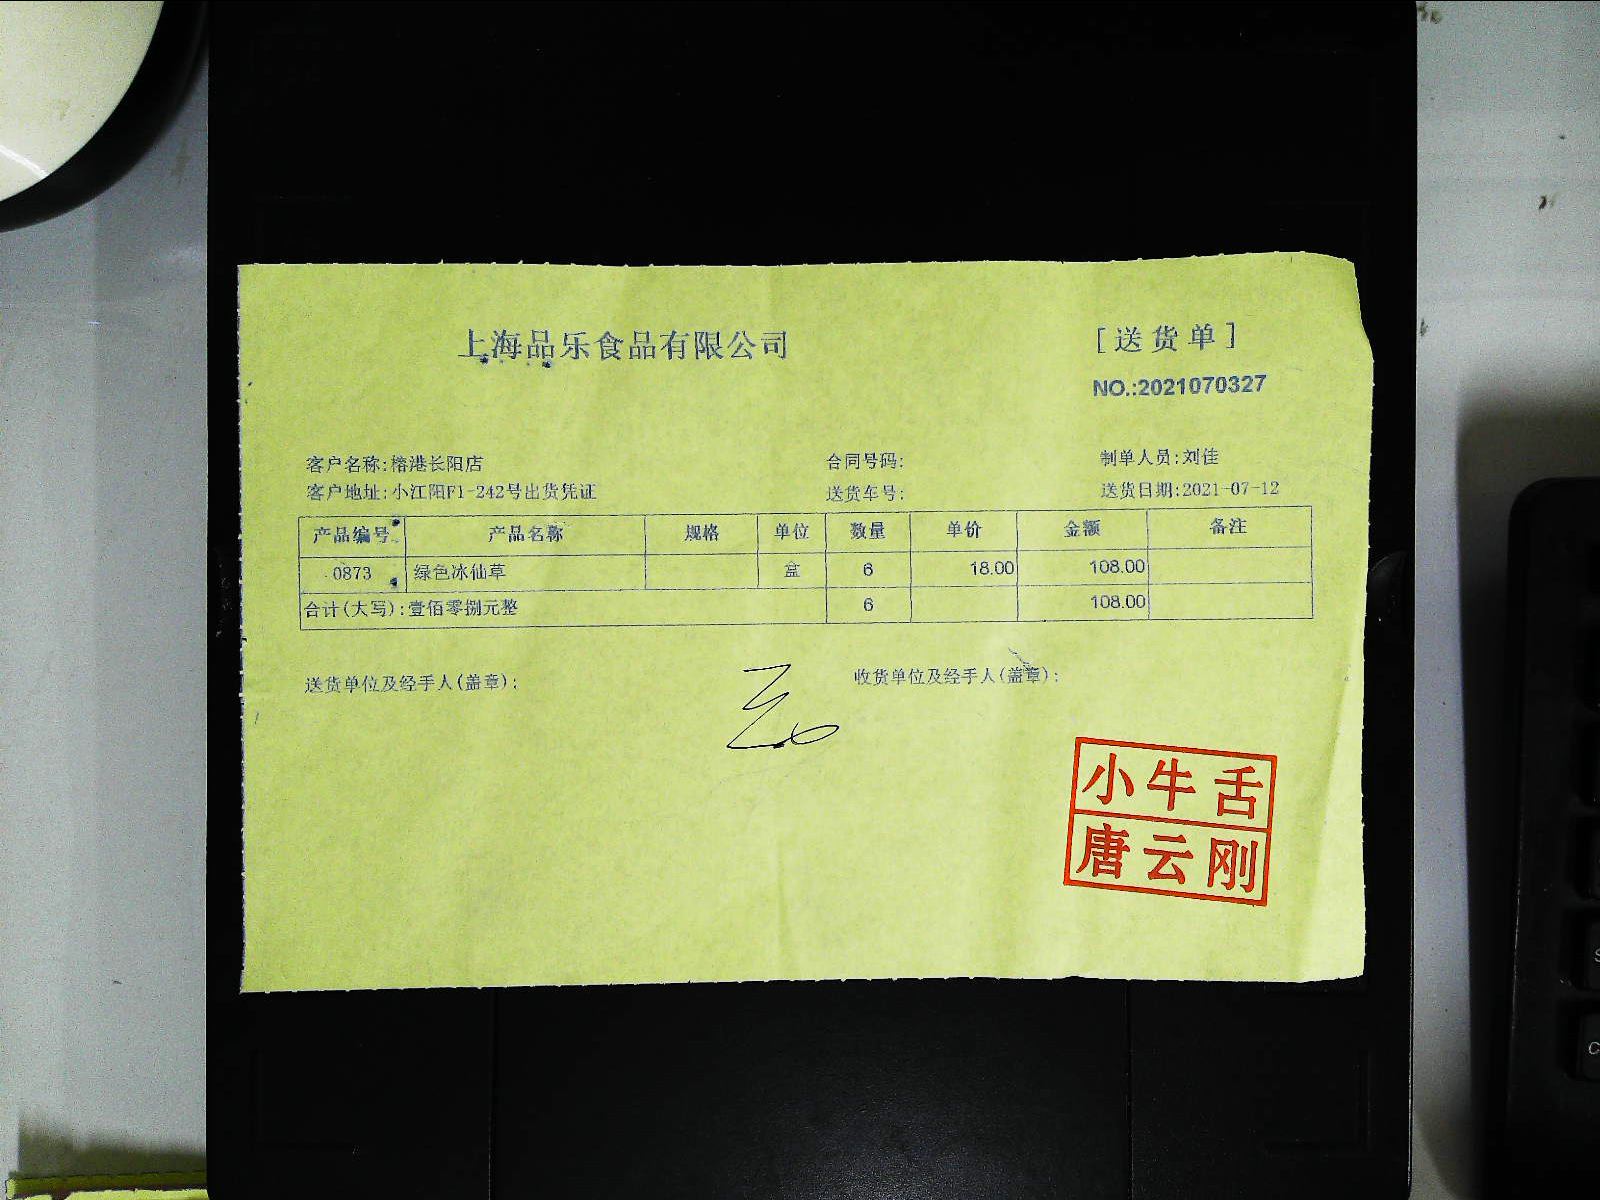 上海品乐食品有限公司 [送货单]
NO.:2021070327
客户名称:榕港长阳店 合同号码: 制单人员:刘佳
客户地址:小江阳F1-242号出货凭证 送货车号: 送货日期:2021-07-12
产品编号 产品名称 规格 单位 数量 单价 金额 备注
0873 绿色冰仙草 盒 6 18.00 108.00
合计(大写):壹佰零捌元整 6 108.00
送货单位及经手人(盖章): 收货单位及经手人(盖章):
小牛舌
唐云刚